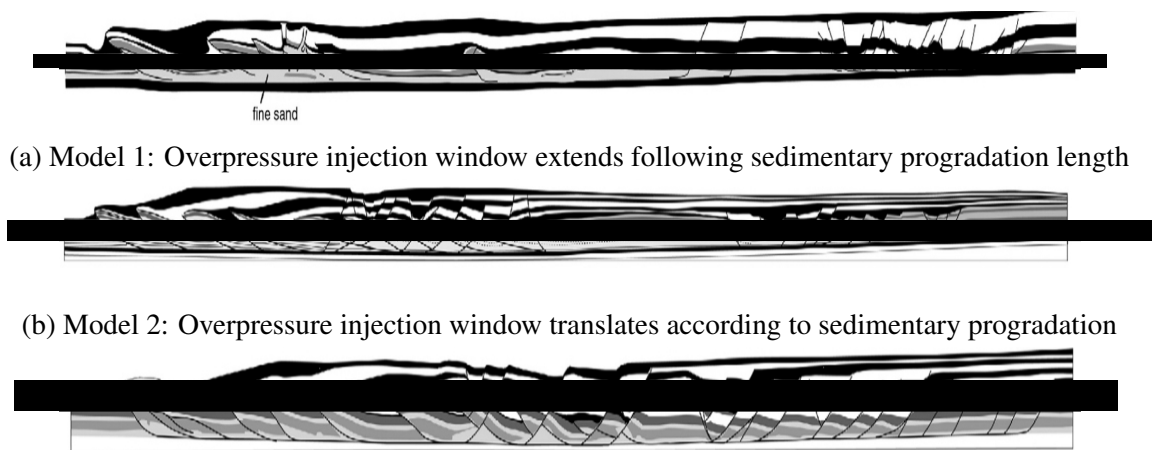 fine sand
(a) Model 1: Overpressure injection window extends following sedimentary progradation length
(b) Model 2: Overpressure injection window translates according to sedimentary progradation